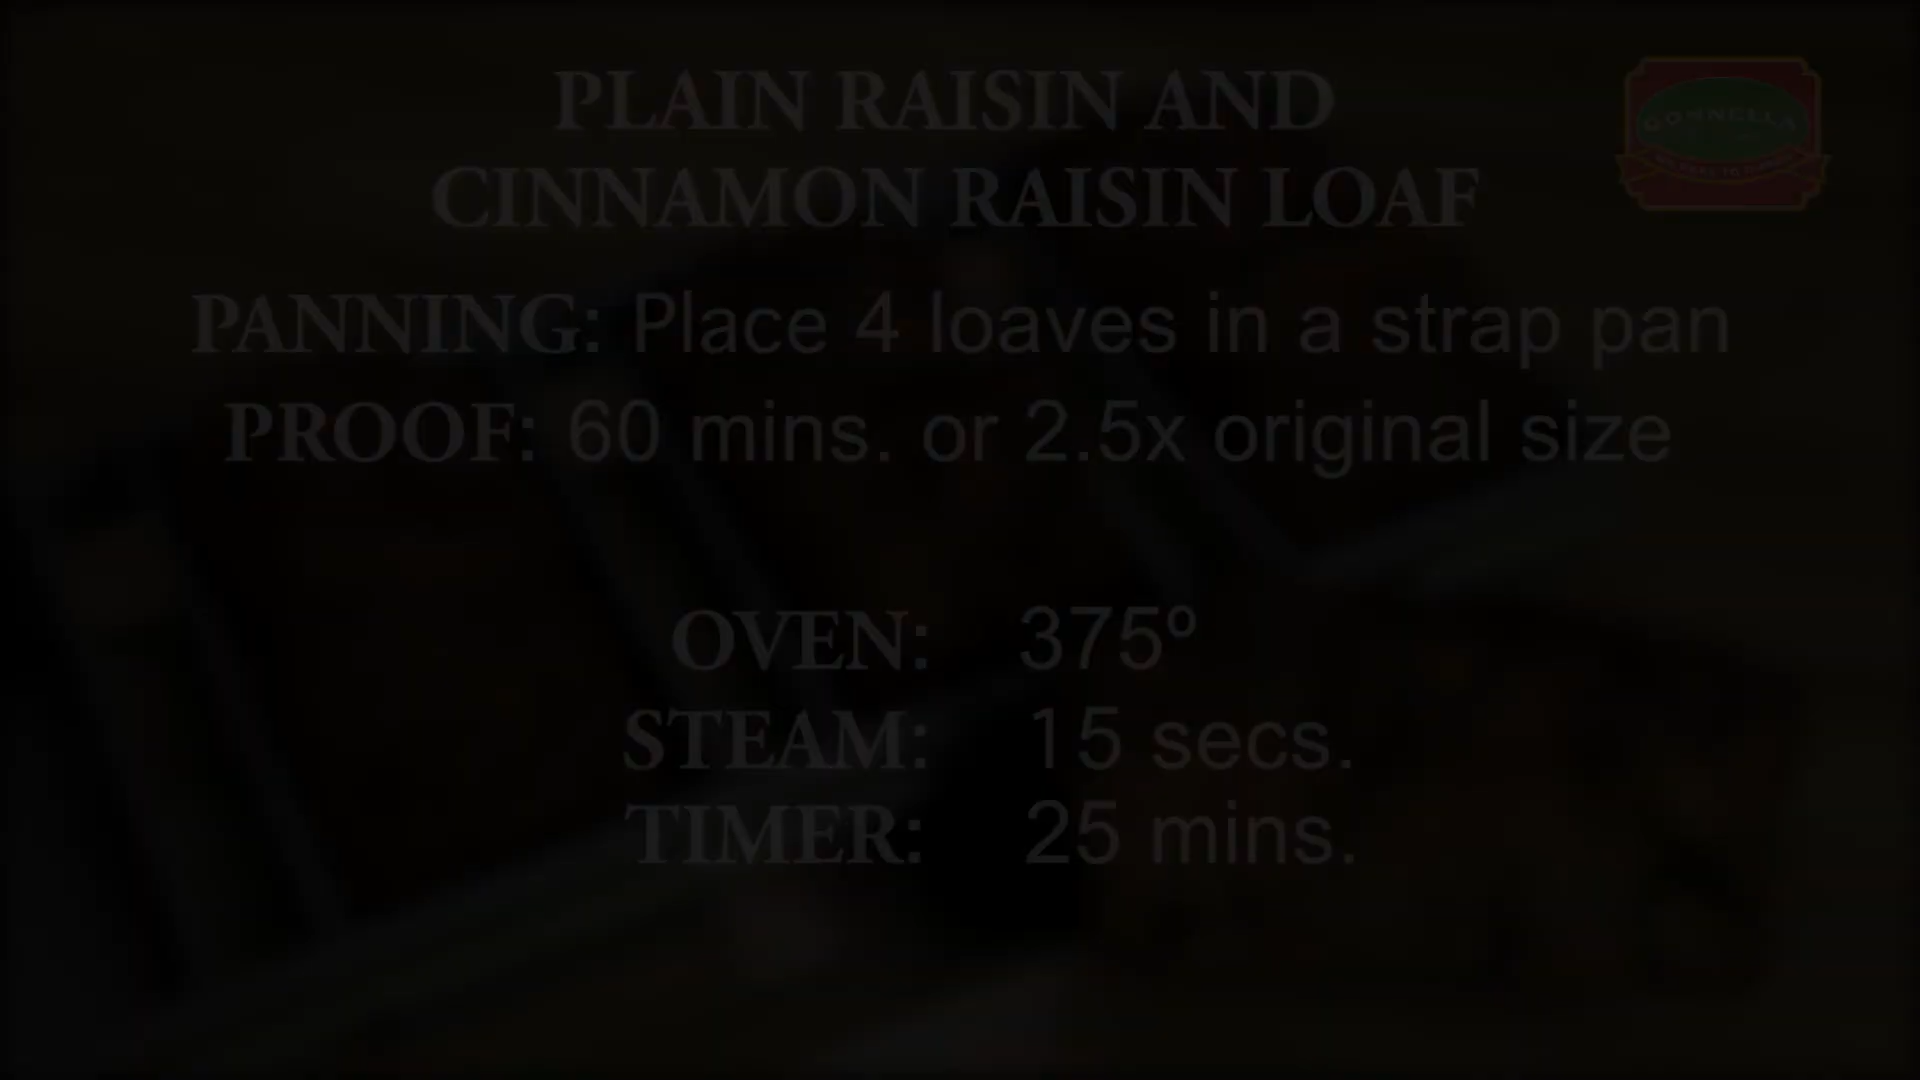 PLAIN RAISIN AND
CINNAMON RAISIN LOAF
GONNELLA
PANNING: Place 4 loaves in a strap pan
PROOF: 60 mins. or 2.5x original size
OVEN: 375º
STEAM: 15 secs.
TIMER: 25 mins.